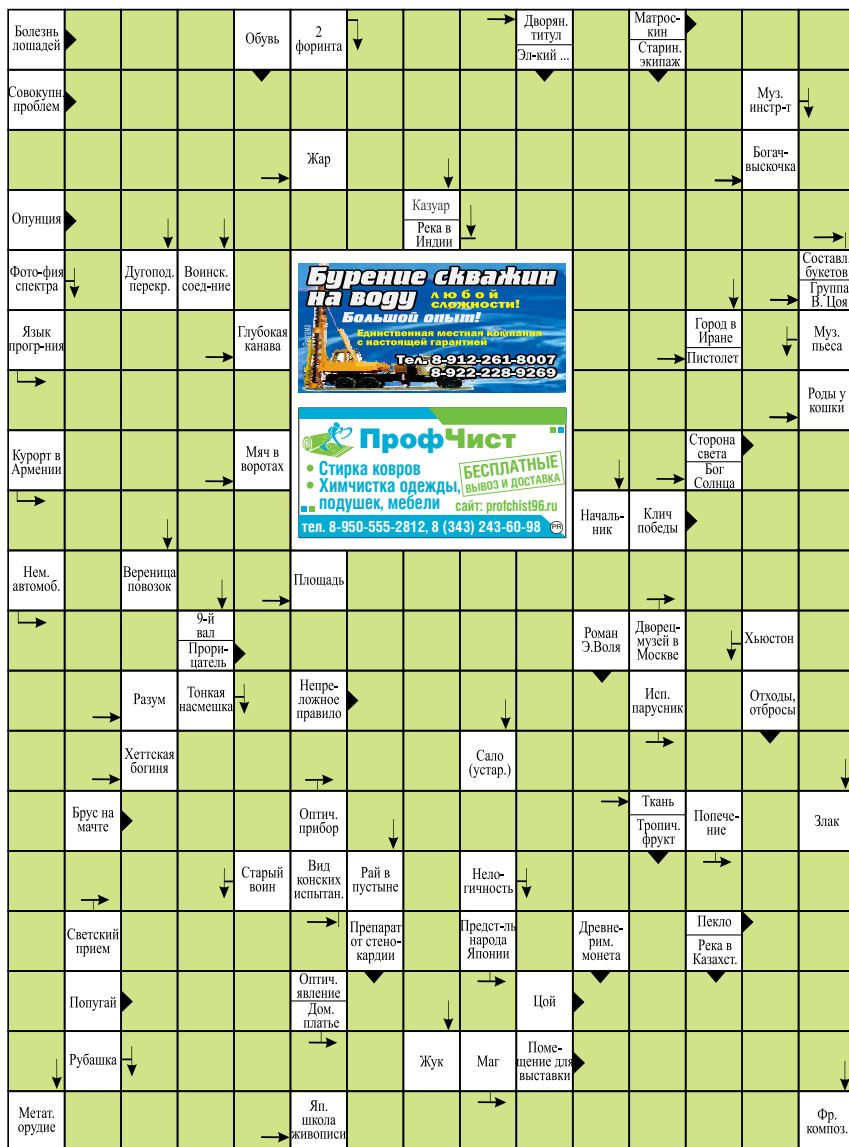 Болезнь
лошадей
Обувь
2
форинта
Дворян.
титул
Эл-кий ...
Матрос-
кин
Старин.
экипаж
Совокупн.
проблем
Муз.
инстр-т
Жар
Богач-
выскочка
Опунция
Казуар
Река в
Индии
Фото-фия
спектра
Дугопод.
перекр.
Воинск.
соед-ние
Бурение скважин
на воду
любой
сложности!
Большой опыт!
Единственная местная компания
с настоящей гарантией
Тел. 8-912-261-8007
8-922-228-9269
Составл.
букетов
Группа
В. Цоя
Язык
прогр-ния
Глубокая
канава
Город в
Иране
Пистолет
Муз.
пьеса
Роды у
кошки
ПрофЧист
• Стирка ковров
• Химчистка одежды,
подушек, мебели
БЕСПЛАТНЫЕ
ВЫВОЗ И ДОСТАВКА
сайт: profchist96.ru
тел. 8-950-555-2812, 8 (343) 243-60-98
PR
Курорт в
Армении
Мяч в
воротах
Сторона
света
Бог
Солнца
Началь-
ник
Клич
победы
Нем.
автомоб.
Вереница
повозок
Площадь
9-й
вал
Прори-
цатель
Роман
Э.Воля
Дворец-
музей в
Москве
Хьюстон
Разум
Тонкая
насмешка
Непре-
ложное
правило
Исп.
парусник
Отходы,
отбросы
Хеттская
богиня
Сало
(устар.)
Брус на
мачте
Оптич.
прибор
Ткань
Тропич.
фрукт
Попече-
ние
Злак
Старый
воин
Вид
конских
испытан.
Рай в
пустыне
Нело-
гичность
Светский
прием
Препарат
от стено-
кардии
Предст-ль
народа
Японии
Древне-
рим.
монета
Пекло
Река в
Казахст.
Попугай
Оптич.
явление
Дом.
платье
Цой
Рубашка
Жук
Маг
Поме-
щение для
выставки
Метат.
орудие
Яп.
школа
живописи
Фр.
композ.